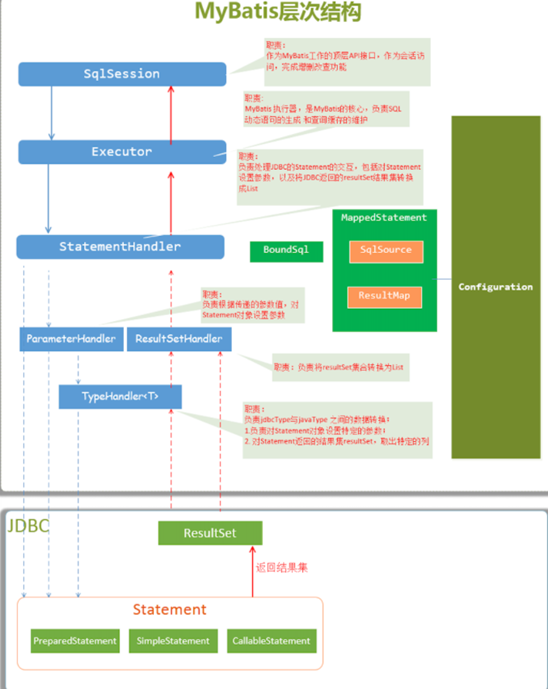 MyBatis层次结构
SqlSession
职责：
作为MyBatis工作的顶层API接口，作为会话访
问，完成增删改查功能
Executor
职责：
MyBatis 执行器，是MyBatis的核心，负责SQL
动态语句的生成 和查询缓存的维护
StatementHandler
职责：
负责处理JDBC的Statement的交互，包括对Statement
设置参数，以及将JDBC返回的resultSet结果集转换
成List
BoundSql
MappedStatement
SqlSource
ResultMap
Configuration
职责：
负责根据传递的参数值，对
Statement对象设置参数
ParameterHandler
ResultSetHandler
职责：负责将resultSet集合转换为List
TypeHandler<T>
职责：
负责jdbcType与javaType 之间的数据转换：
1.负责对Statement对象设置特定的参数；
2. 对Statement返回的结果集resultSet，取出特定的列
JDBC
ResultSet
返回结果集
Statement
PreparedStatement
SimpleStatement
CallableStatement